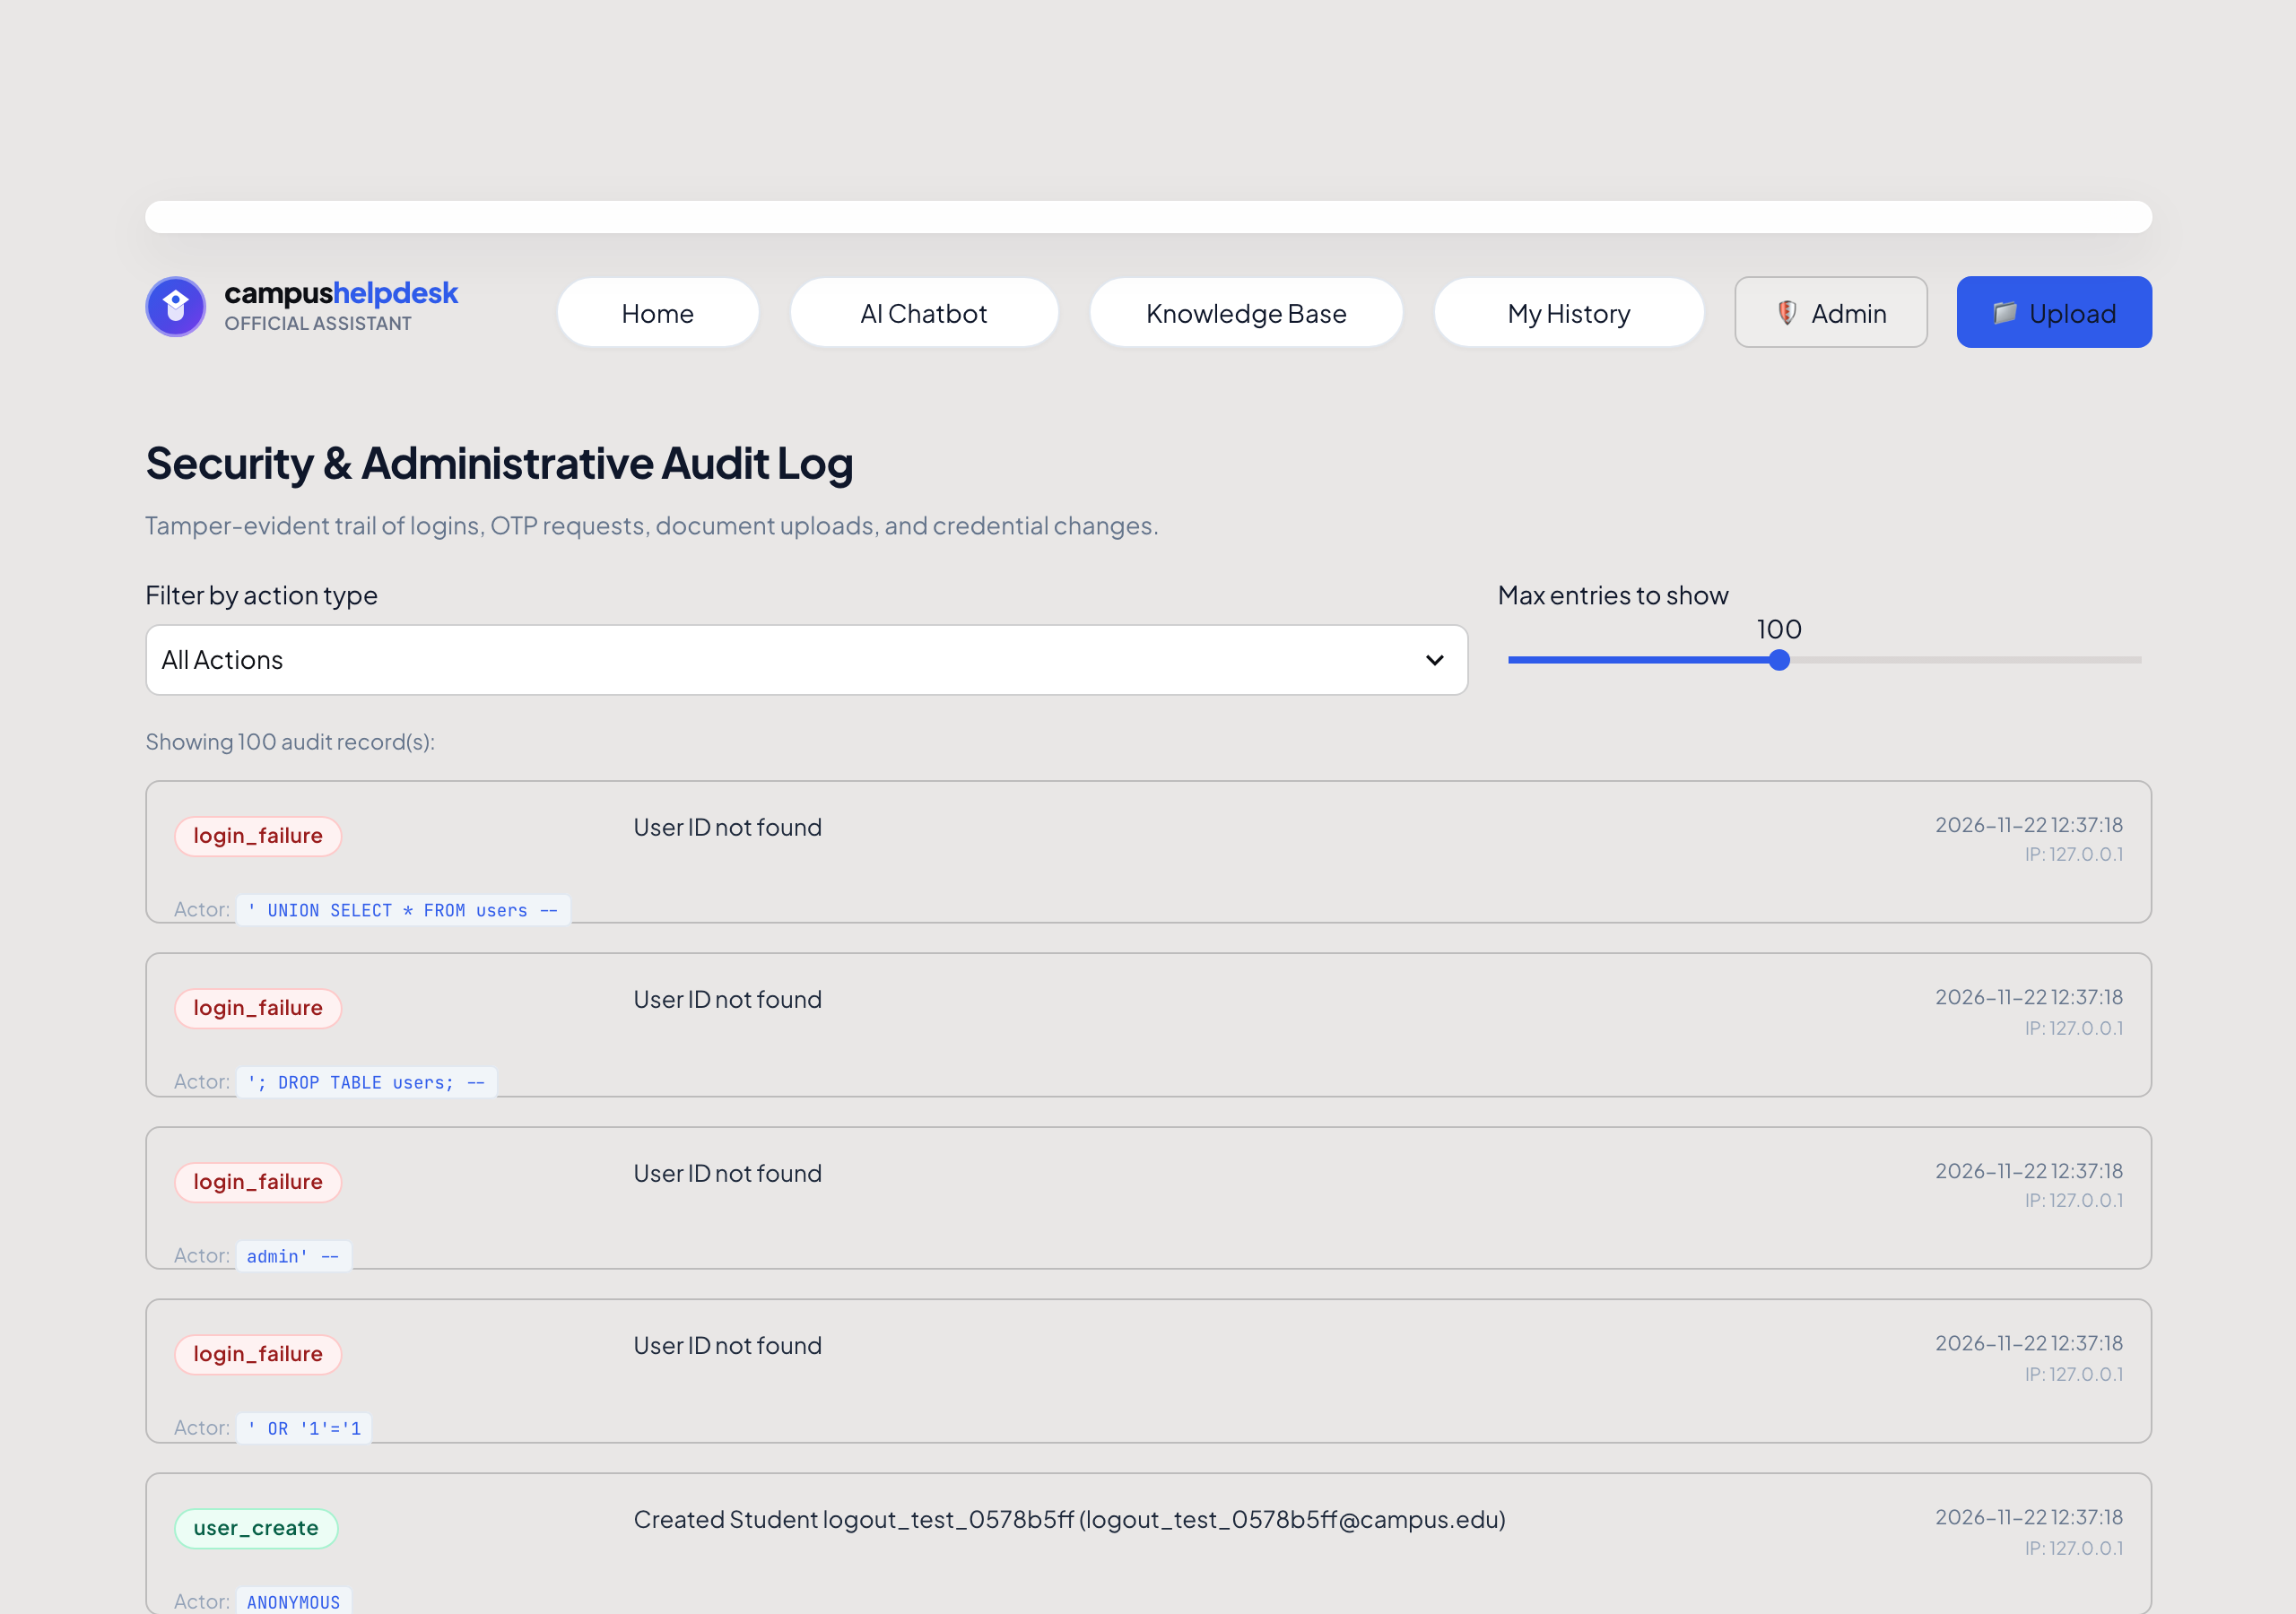 campushelpdesk
OFFICIAL ASSISTANT
Home
AI Chatbot
Knowledge Base
My History
Admin
Upload
Security & Administrative Audit Log
Tamper-evident trail of logins, OTP requests, document uploads, and credential changes.
Filter by action type
All Actions
Max entries to show
100
Showing 100 audit record(s):
login_failure
User ID not found
2026-11-22 12:37:18
IP: 127.0.0.1
Actor: ' UNION SELECT * FROM users --
login_failure
User ID not found
2026-11-22 12:37:18
IP: 127.0.0.1
Actor: '; DROP TABLE users; --
login_failure
User ID not found
2026-11-22 12:37:18
IP: 127.0.0.1
Actor: admin' --
login_failure
User ID not found
2026-11-22 12:37:18
IP: 127.0.0.1
Actor: ' OR '1'='1
user_create
Created Student logout_test_0578b5ff (logout_test_0578b5ff@campus.edu)
2026-11-22 12:37:18
IP: 127.0.0.1
Actor: ANONYMOUS